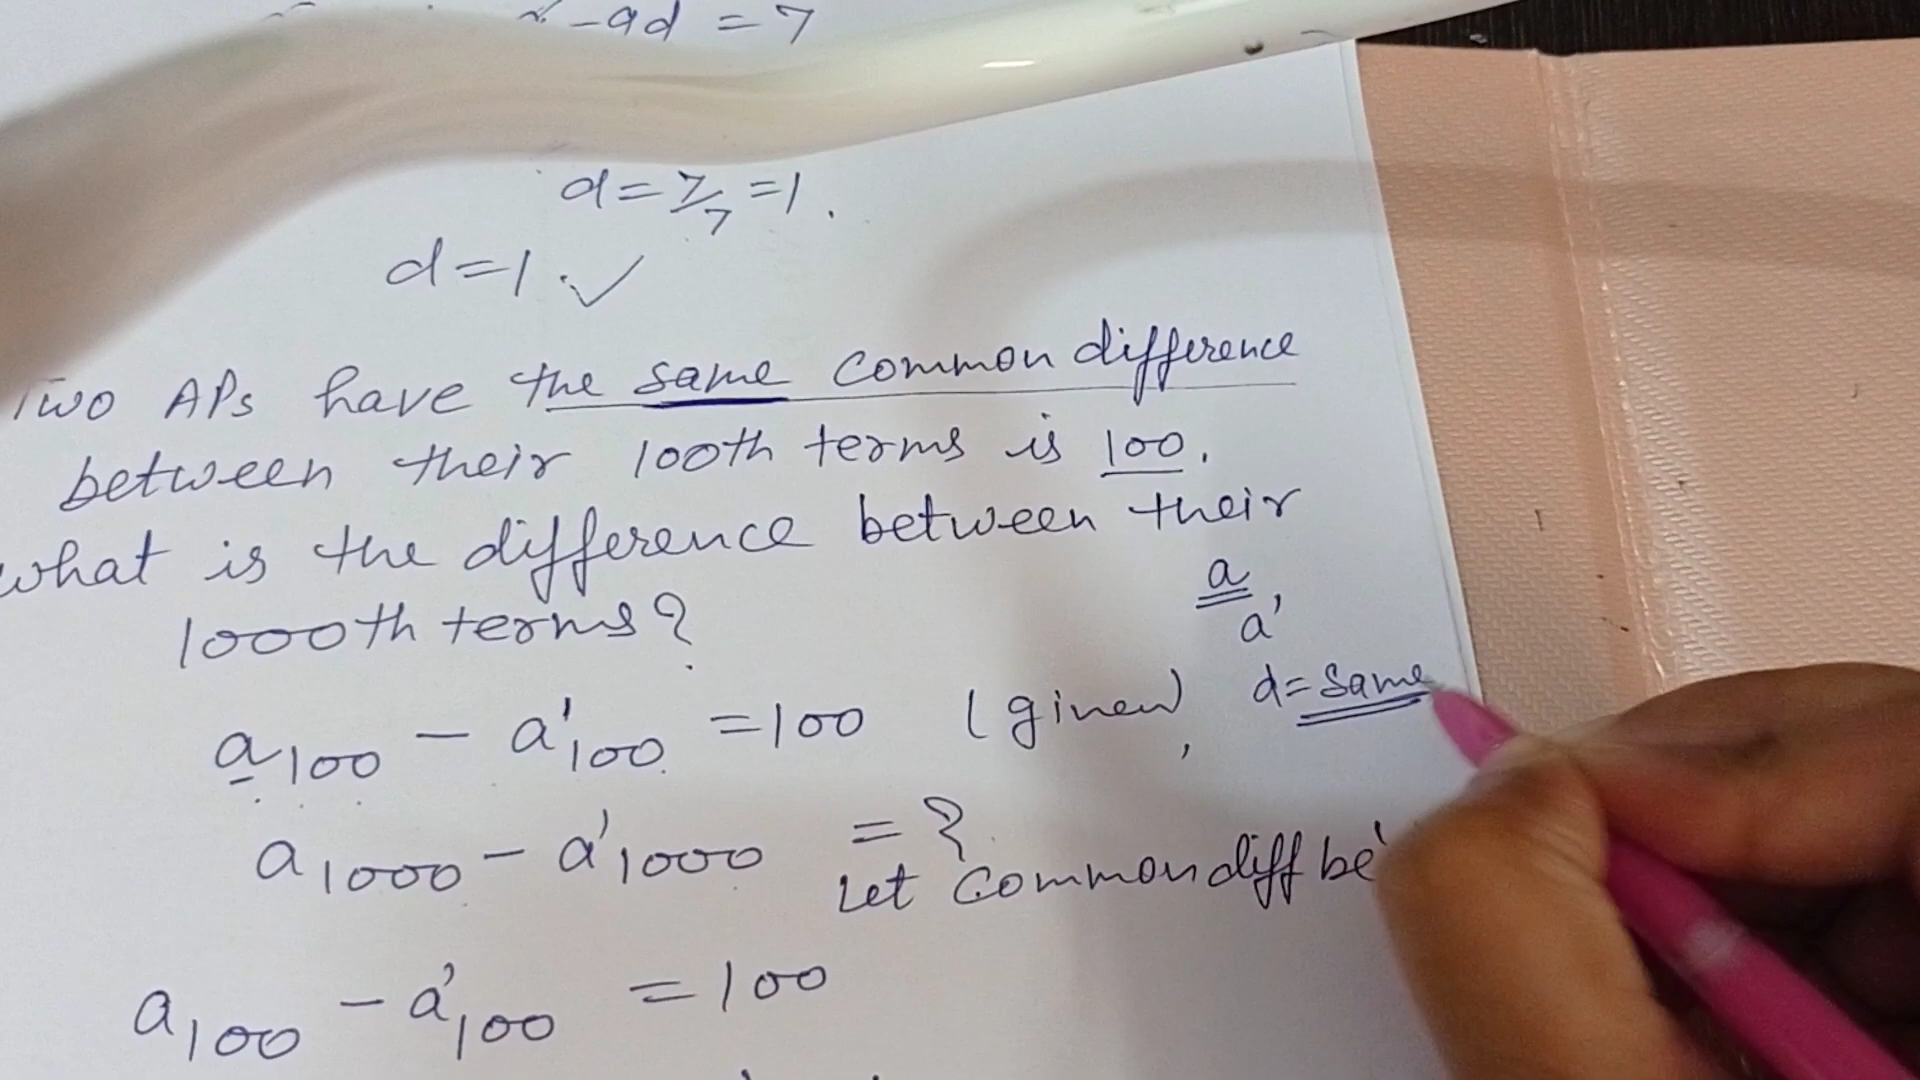 -9d = 7
d = 7/7 = 1.
d = 1. ✓
Two APs have the same common difference
between their 100th terms is 100.
what is the difference between their
1000th terms?
a
a'
d = same
a100 - a'100 = 100 (given),
a1000 - a'1000 = ?
Let common diff be
a100 - a'100 = 100